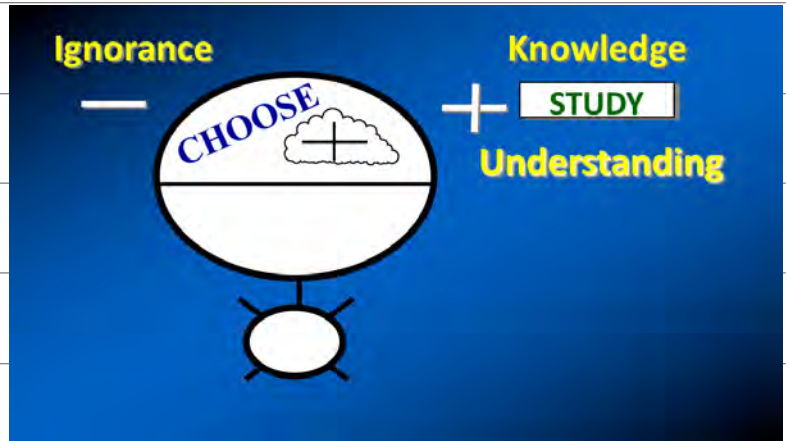 Ignorance
Knowledge
CHOOSE
STUDY
Understanding